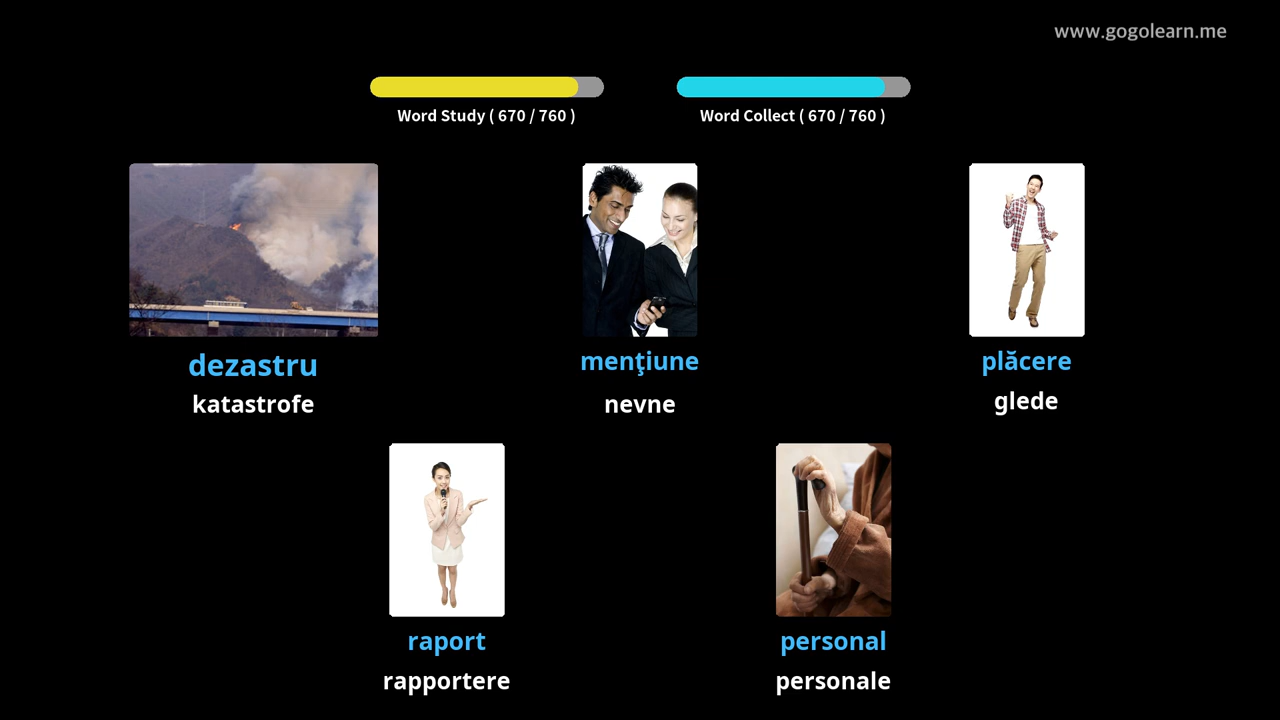 www.gogolearn.me
Word Study ( 670 / 760 )
Word Collect ( 670 / 760 )
dezastru
katastrofe
menţiune
nevne
plăcere
glede
raport
rapportere
personal
personale